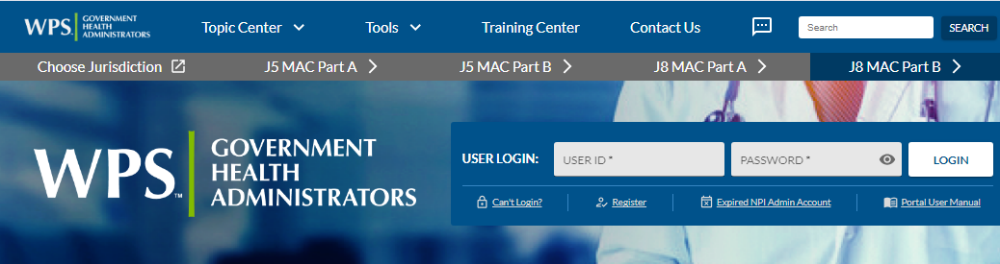 WPS. GOVERNMENT
HEALTH
ADMINISTRATORS
Topic Center
Tools
Training Center
Contact Us
Search
SEARCH
Choose Jurisdiction
J5 MAC Part A
J5 MAC Part B
J8 MAC Part A
J8 MAC Part B
WPS™ GOVERNMENT
HEALTH
ADMINISTRATORS
USER LOGIN:
USER ID *
PASSWORD *
LOGIN
Can't Login?
Register
Expired NPI Admin Account
Portal User Manual